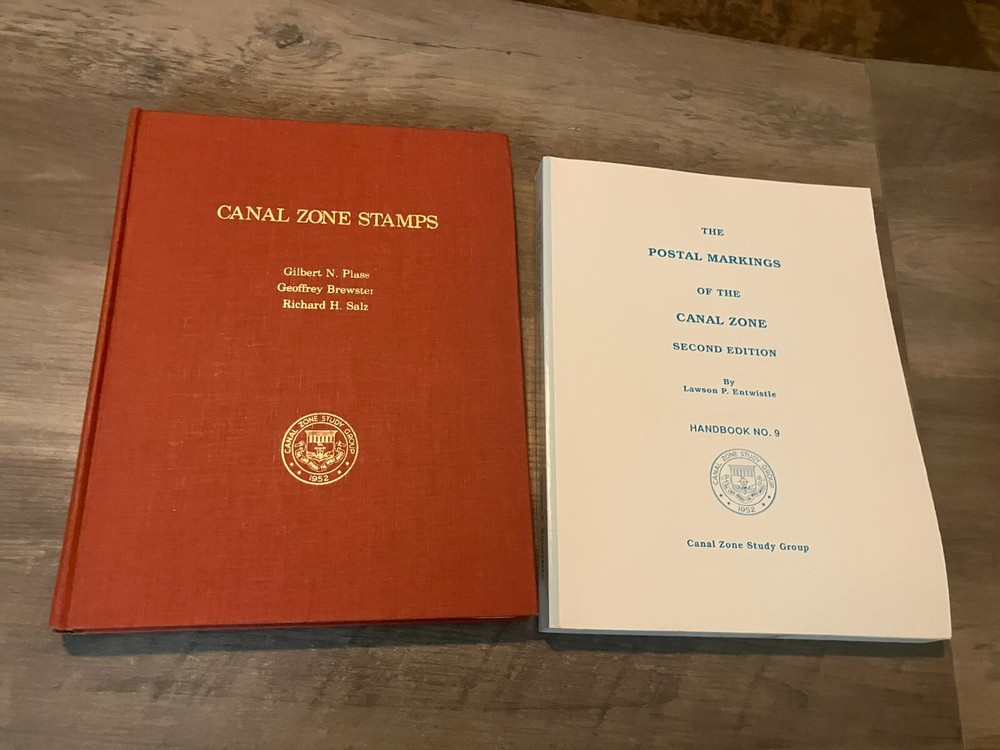 CANAL ZONE STAMPS
Gilbert N. Plass
Geoffrey Brewster
Richard H. Salz
CANAL ZONE STUDY GROUP
1952
THE
POSTAL MARKINGS
OF THE
CANAL ZONE
SECOND EDITION
By
Lawson P. Entwistle
HANDBOOK NO. 9
CANAL ZONE STUDY GROUP
1952
Canal Zone Study Group